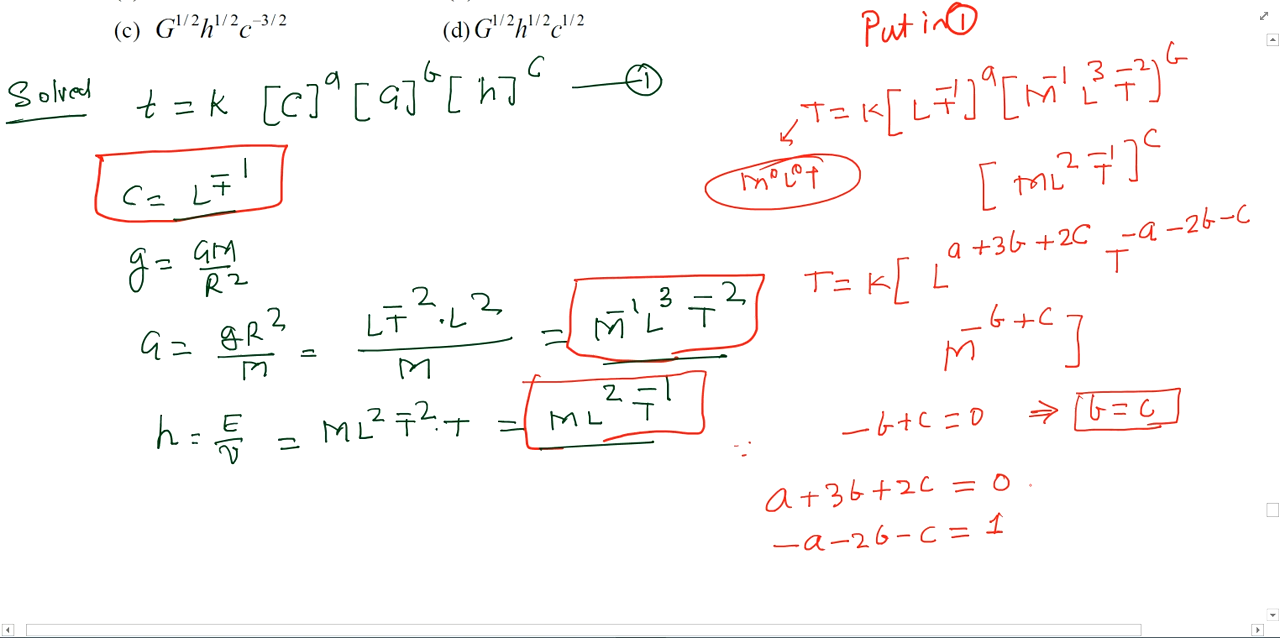 (c) G^{1/2}h^{1/2}c^{-3/2} (d) G^{1/2}h^{1/2}c^{1/2}
Solved t = K [C]^a [G]^b [h]^c —— ①
C = LT^{-1}
g = GM/R^2
G = gR^2/M = LT^{-2}·L^2/M = M^{-1}L^3T^{-2}
h = E/ν = ML^2T^{-2}·T = ML^2T^{-1}
Put in ①
T = K[LT^{-1}]^a [M^{-1}L^3T^{-2}]^b
[ML^2T^{-1}]^c
M^0L^0T
T = K[L^{a+3b+2c} T^{-a-2b-c}
M^{-b+c}]
-b+c = 0 ⇒ b = c
∵
a+3b+2c = 0
-a-2b-c = 1